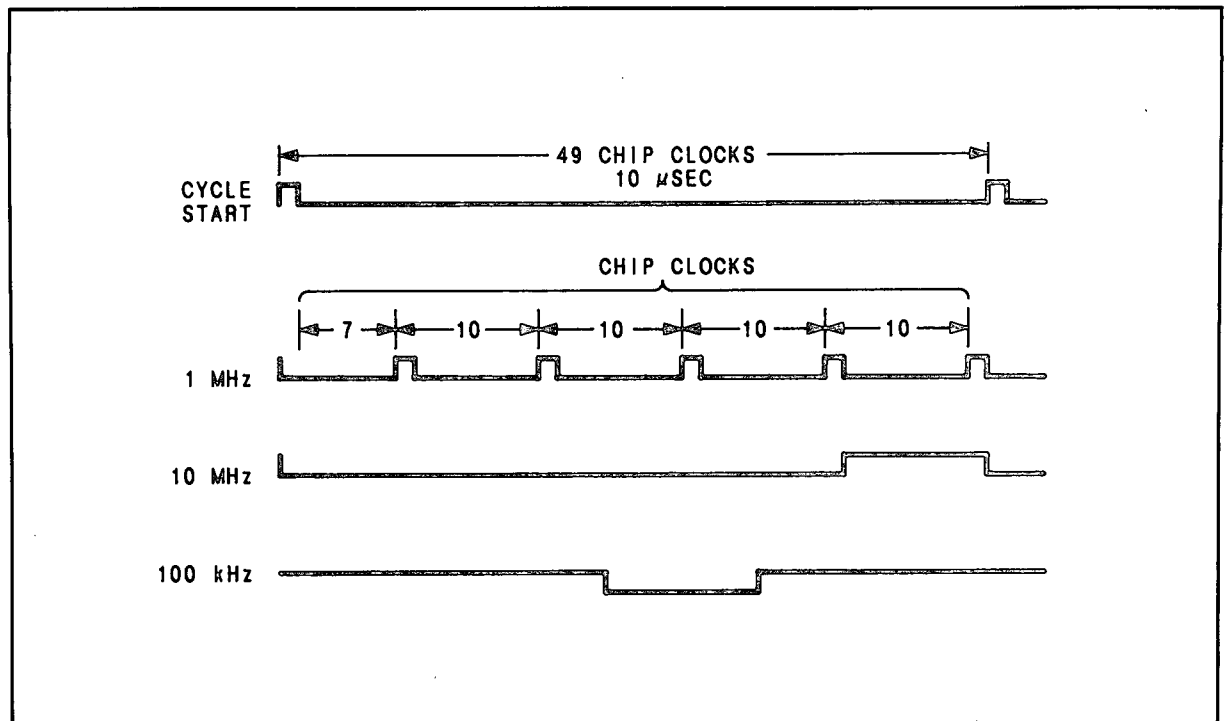 49 CHIP CLOCKS
10 μSEC
CYCLE
START
CHIP CLOCKS
7 10 10 10 10
1 MHz
10 MHz
100 kHz